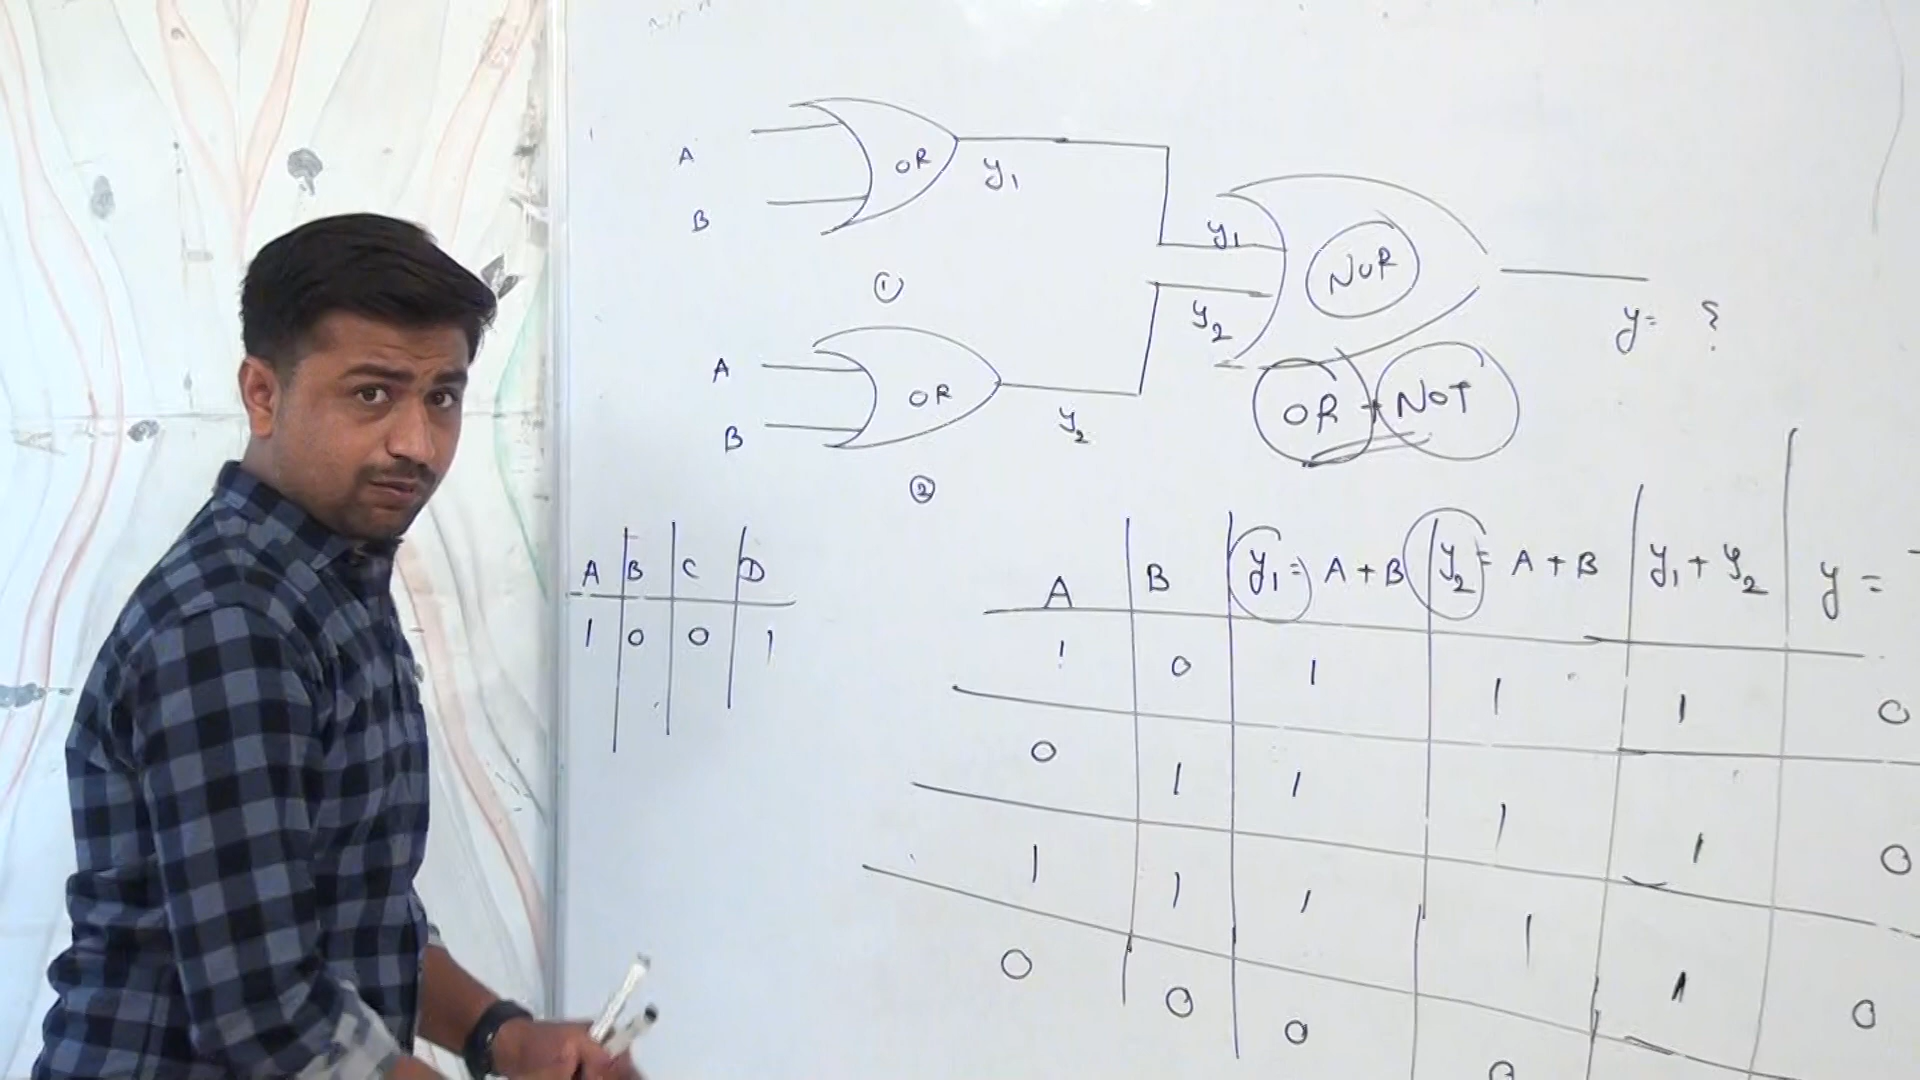 A
OR
y₁
B
y₁
NOR
①
y₂
y= ?
A
OR
OR + NOT
B
y₂
②
A B C D
1 0 0 1
A B y₁= A+B y₂= A+B y₁+y₂ y=
1 0 1 1 1 0
0 1 1 1 1 0
1 1 1 1 1 0
0 0 0